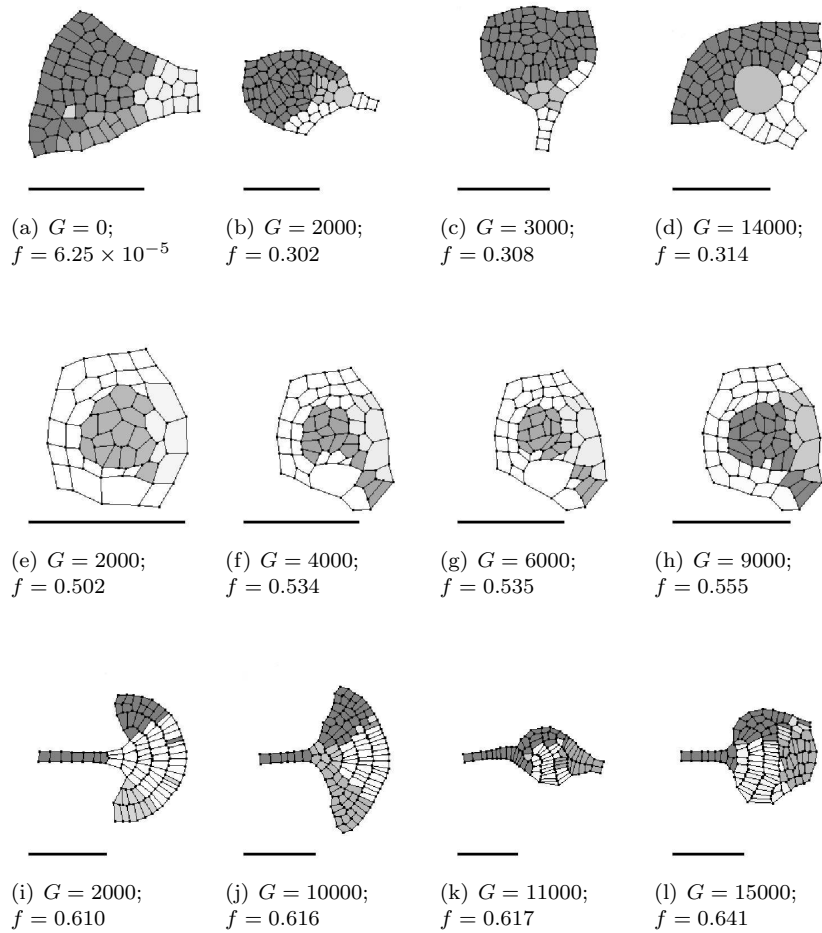 (a) G = 0;
f = 6.25 × 10⁻⁵
(b) G = 2000;
f = 0.302
(c) G = 3000;
f = 0.308
(d) G = 14000;
f = 0.314
(e) G = 2000;
f = 0.502
(f) G = 4000;
f = 0.534
(g) G = 6000;
f = 0.535
(h) G = 9000;
f = 0.555
(i) G = 2000;
f = 0.610
(j) G = 10000;
f = 0.616
(k) G = 11000;
f = 0.617
(l) G = 15000;
f = 0.641